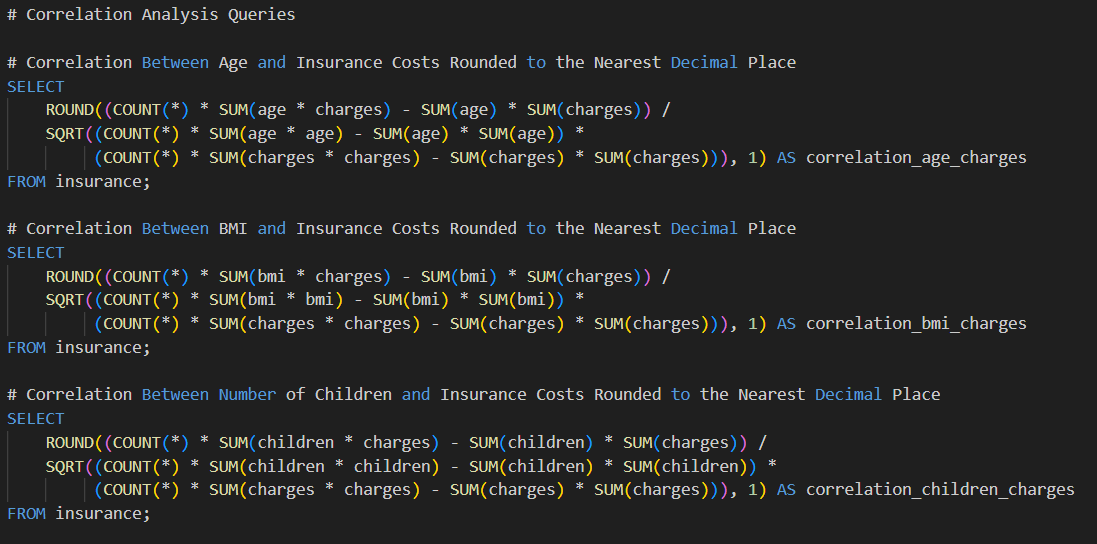 # Correlation Analysis Queries
# Correlation Between Age and Insurance Costs Rounded to the Nearest Decimal Place
SELECT
ROUND((COUNT(*) * SUM(age * charges) - SUM(age) * SUM(charges)) /
SQRT((COUNT(*) * SUM(age * age) - SUM(age) * SUM(age)) *
(COUNT(*) * SUM(charges * charges) - SUM(charges) * SUM(charges))), 1) AS correlation_age_charges
FROM insurance;
# Correlation Between BMI and Insurance Costs Rounded to the Nearest Decimal Place
SELECT
ROUND((COUNT(*) * SUM(bmi * charges) - SUM(bmi) * SUM(charges)) /
SQRT((COUNT(*) * SUM(bmi * bmi) - SUM(bmi) * SUM(bmi)) *
(COUNT(*) * SUM(charges * charges) - SUM(charges) * SUM(charges))), 1) AS correlation_bmi_charges
FROM insurance;
# Correlation Between Number of Children and Insurance Costs Rounded to the Nearest Decimal Place
SELECT
ROUND((COUNT(*) * SUM(children * charges) - SUM(children) * SUM(charges)) /
SQRT((COUNT(*) * SUM(children * children) - SUM(children) * SUM(children)) *
(COUNT(*) * SUM(charges * charges) - SUM(charges) * SUM(charges))), 1) AS correlation_children_charges
FROM insurance;